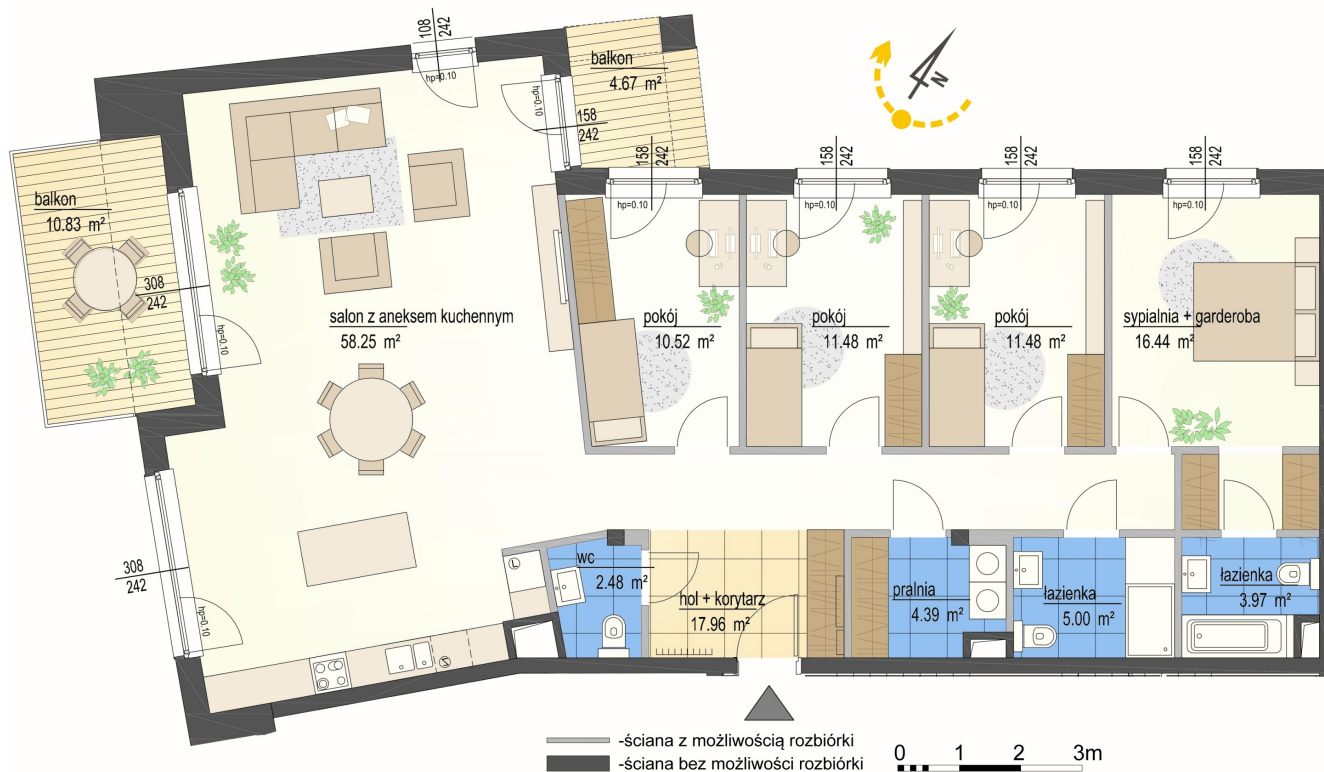 108
242
hp=0.10
balkon
4.67 m²
N
158
242
hp=0.10
158
242
hp=0.10
158
242
hp=0.10
158
242
hp=0.10
158
242
hp=0.10
balkon
10.83 m²
308
242
hp=0.10
salon z aneksem kuchennym
58.25 m²
pokój
10.52 m²
pokój
11.48 m²
pokój
11.48 m²
sypialnia + garderoba
16.44 m²
308
242
hp=0.10
L
Z
wc
2.48 m²
hol + korytarz
17.96 m²
pralnia
4.39 m²
łazienka
5.00 m²
łazienka
3.97 m²
-ściana z możliwością rozbiórki
-ściana bez możliwości rozbiórki
0 1 2 3m